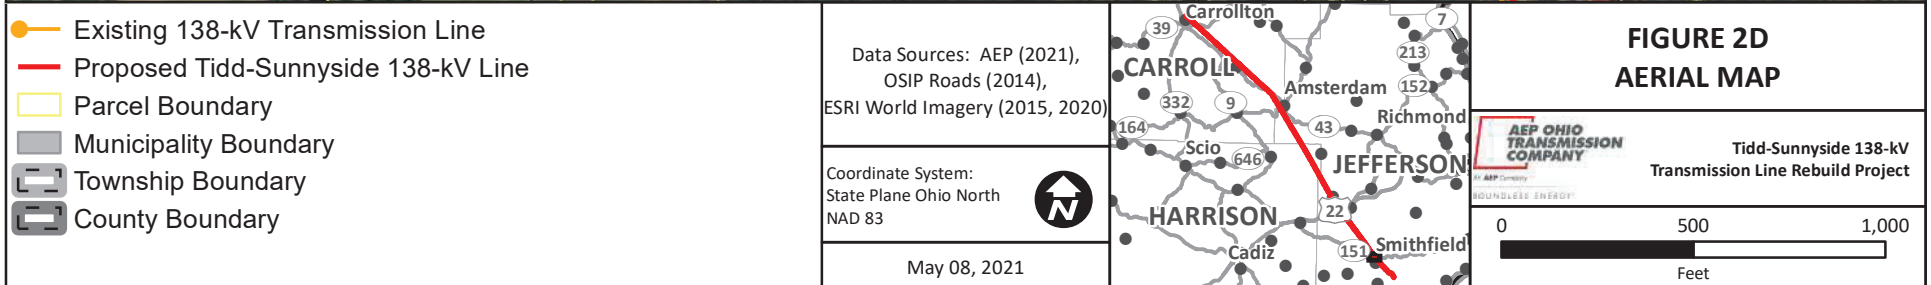 Existing 138-kV Transmission Line
Proposed Tidd-Sunnyside 138-kV Line
Parcel Boundary
Municipality Boundary
Township Boundary
County Boundary
Data Sources: AEP (2021),
OSIP Roads (2014),
ESRI World Imagery (2015, 2020)
Coordinate System:
State Plane Ohio North
NAD 83
N
May 08, 2021
Carrollton
39
7
213
CARROLL
Amsterdam
152
332
9
Richmond
164
43
Scio
646
JEFFERSON
HARRISON
22
Cadiz
151
Smithfield
FIGURE 2D
AERIAL MAP
AEP OHIO
TRANSMISSION
COMPANY
An AEP Company
BOUNDLESS ENERGY
Tidd-Sunnyside 138-kV
Transmission Line Rebuild Project
0 500 1,000
Feet